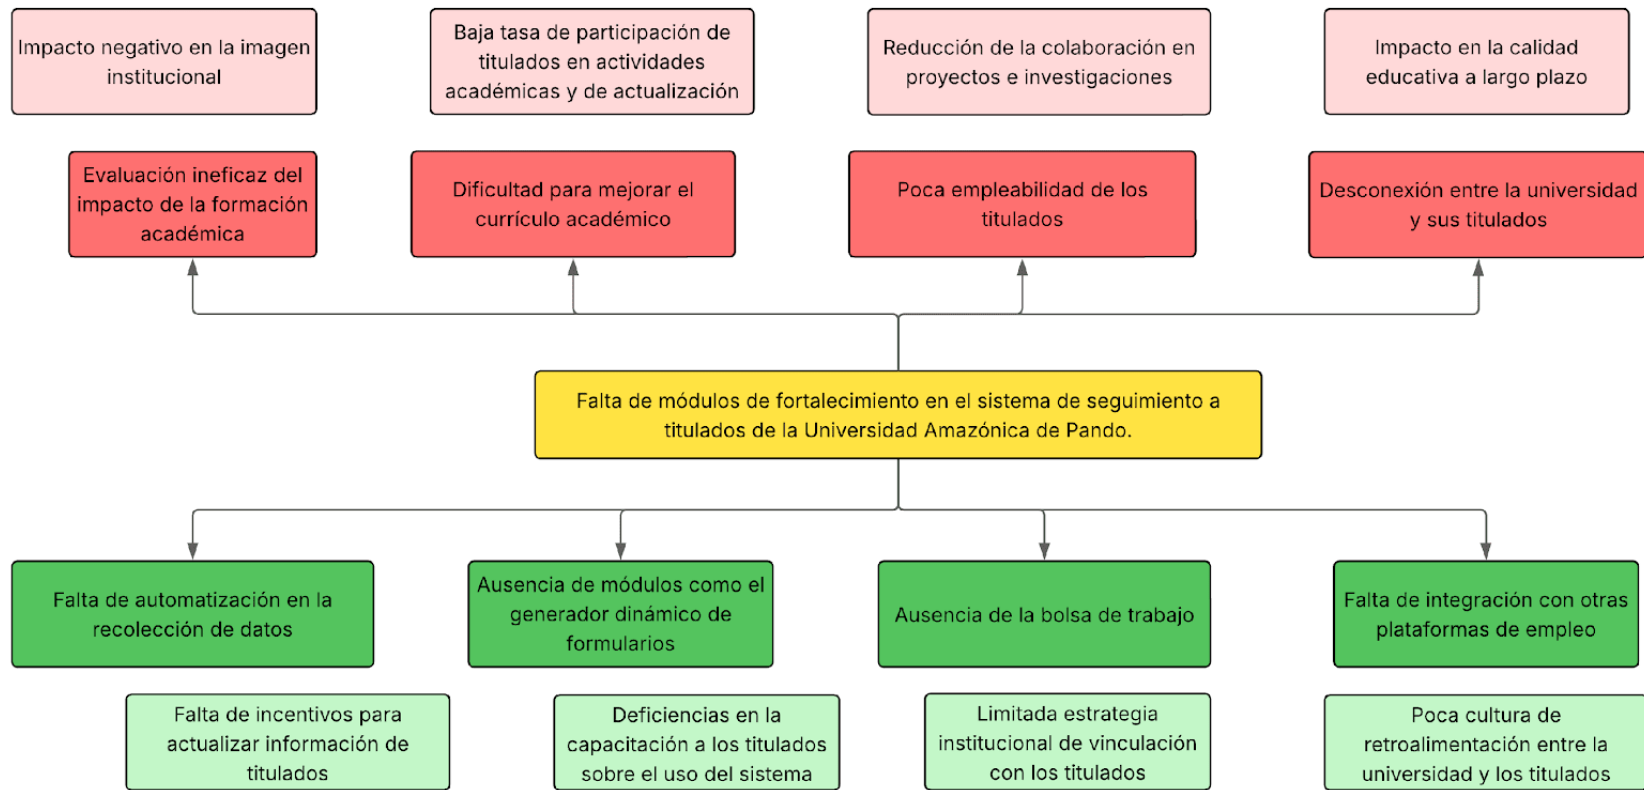 Impacto negativo en la imagen
institucional
Baja tasa de participación de
titulados en actividades
académicas y de actualización
Reducción de la colaboración en
proyectos e investigaciones
Impacto en la calidad
educativa a largo plazo
Evaluación ineficaz del
impacto de la formación
académica
Dificultad para mejorar el
currículo académico
Poca empleabilidad de los
titulados
Desconexión entre la universidad
y sus titulados
Falta de módulos de fortalecimiento en el sistema de seguimiento a
titulados de la Universidad Amazónica de Pando.
Falta de automatización en la
recolección de datos
Ausencia de módulos como el
generador dinámico de
formularios
Ausencia de la bolsa de trabajo
Falta de integración con otras
plataformas de empleo
Falta de incentivos para
actualizar información de
titulados
Deficiencias en la
capacitación a los titulados
sobre el uso del sistema
Limitada estrategia
institucional de vinculación
con los titulados
Poca cultura de
retroalimentación entre la
universidad y los titulados